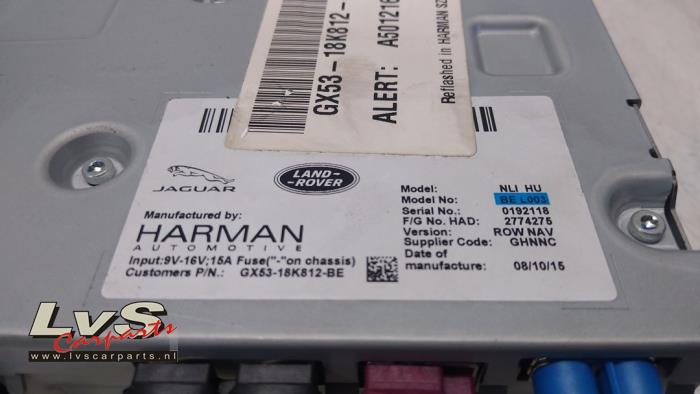 GX53-18K812-
ALERT: A501216
Reflashed in HARMAN SZ
JAGUAR
LAND-
ROVER
Manufactured by:
HARMAN
AUTOMOTIVE
Input:9V-16V;15A Fuse("-"on chassis)
Customers P/N.: GX53-18K812-BE
Model: NLI HU
Model No: BE L003
Serial No.: 0192118
F/G No. HAD: 2774275
Version: ROW NAV
Supplier Code: GHNNC
Date of
manufacture: 08/10/15
LvS
Carparts
www.lvscarparts.nl